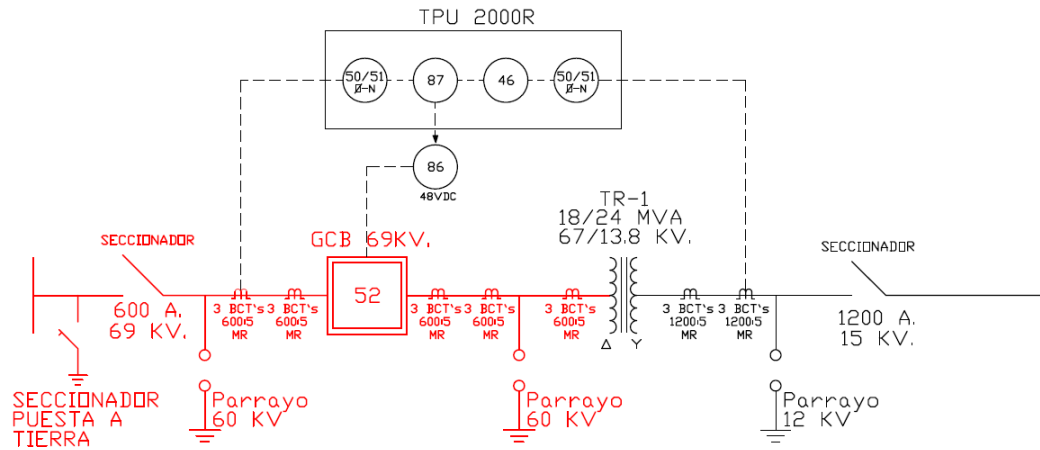 TPU 2000R
50/51
Ø-N
87
46
50/51
Ø-N
86
48VDC
TR-1
18/24 MVA
67/13.8 KV.
SECCIONADOR
GCB 69KV.
SECCIONADOR
52
600 A.
69 KV.
3 BCT's
600:5
MR
3 BCT's
600:5
MR
3 BCT's
600:5
MR
3 BCT's
600:5
MR
3 BCT's
600:5
MR
Δ Y
3 BCT's
1200:5
MR
3 BCT's
1200:5
MR
1200 A.
15 KV.
SECCIONADOR
PUESTA A
TIERRA
Parrayo
60 KV
Parrayo
60 KV
Parrayo
12 KV